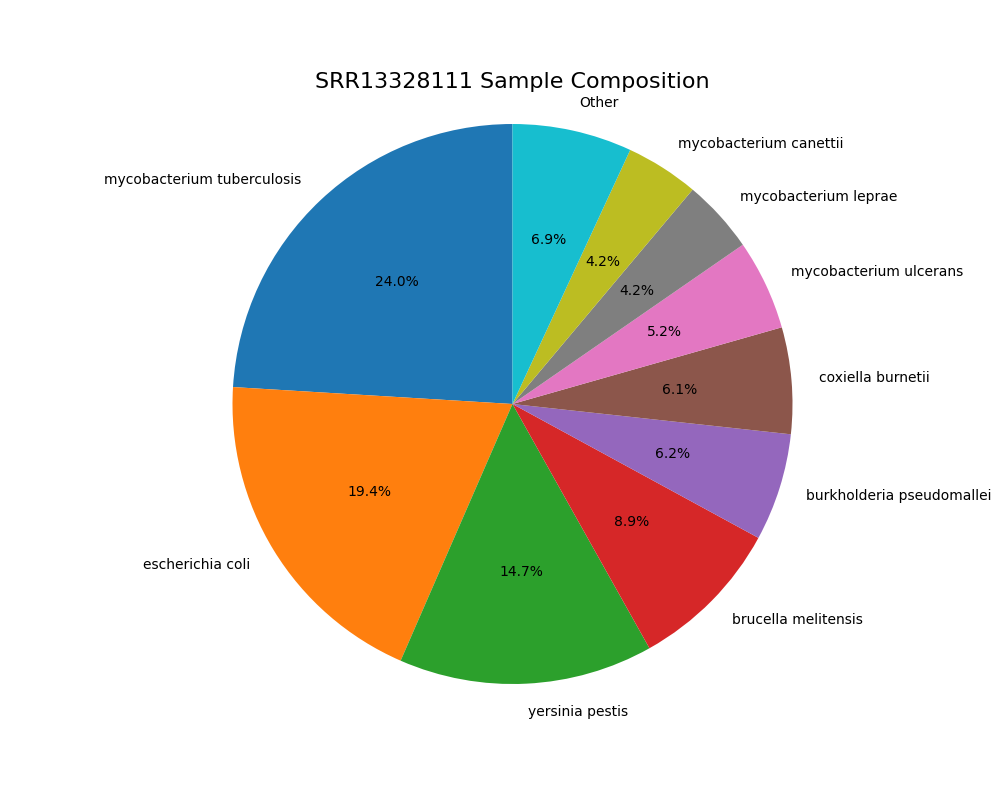 SRR13328111 Sample Composition
Other
mycobacterium canettii
mycobacterium tuberculosis
mycobacterium leprae
6.9%
4.2%
mycobacterium ulcerans
24.0%
4.2%
5.2%
coxiella burnetii
6.1%
6.2%
19.4%
burkholderia pseudomallei
8.9%
escherichia coli
14.7%
brucella melitensis
yersinia pestis